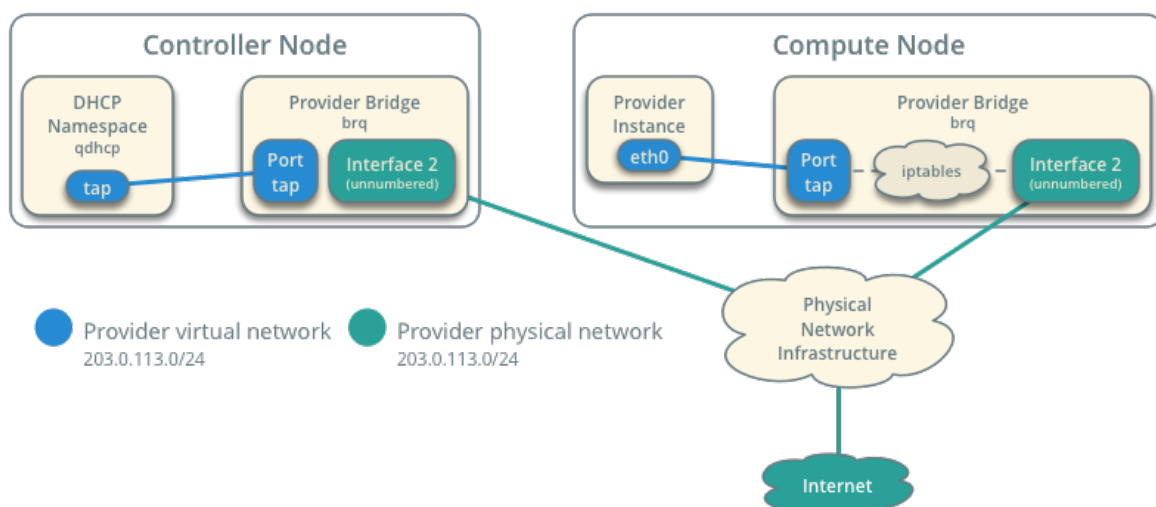 Controller Node
DHCP
Namespace
qdhcp
tap
Provider Bridge
brq
Port
tap
Interface 2
(unnumbered)
Compute Node
Provider
Instance
eth0
Provider Bridge
brq
Port
tap
iptables
Interface 2
(unnumbered)
Physical
Network
Infrastructure
Internet
Provider virtual network
203.0.113.0/24
Provider physical network
203.0.113.0/24